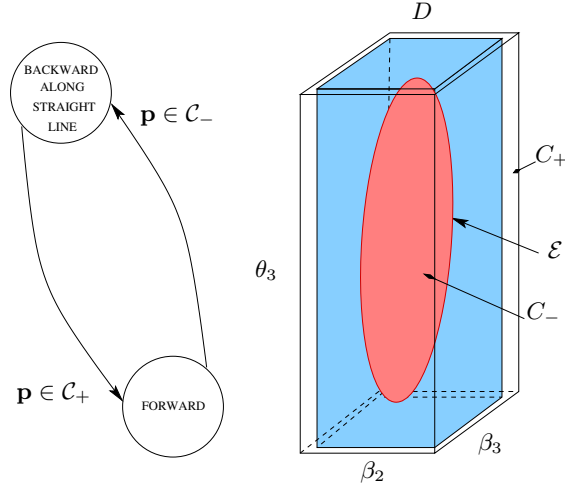 BACKWARD
ALONG
STRAIGHT
LINE
𝐩 ∈ 𝒞₋
𝐩 ∈ 𝒞₊
FORWARD
D
C₊
ℰ
θ₃
C₋
β₃
β₂